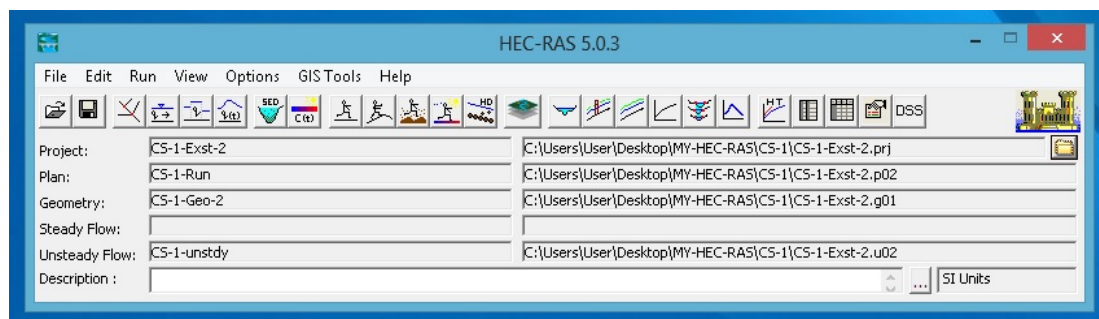 HEC-RAS 5.0.3
File Edit Run View Options GIS Tools Help
SED C(t) HD HT DSS
Project: CS-1-Exst-2 C:\Users\User\Desktop\MY-HEC-RAS\CS-1\CS-1-Exst-2.prj
Plan: CS-1-Run C:\Users\User\Desktop\MY-HEC-RAS\CS-1\CS-1-Exst-2.p02
Geometry: CS-1-Geo-2 C:\Users\User\Desktop\MY-HEC-RAS\CS-1\CS-1-Exst-2.g01
Steady Flow:
Unsteady Flow: CS-1-unstdy C:\Users\User\Desktop\MY-HEC-RAS\CS-1\CS-1-Exst-2.u02
Description : ... SI Units